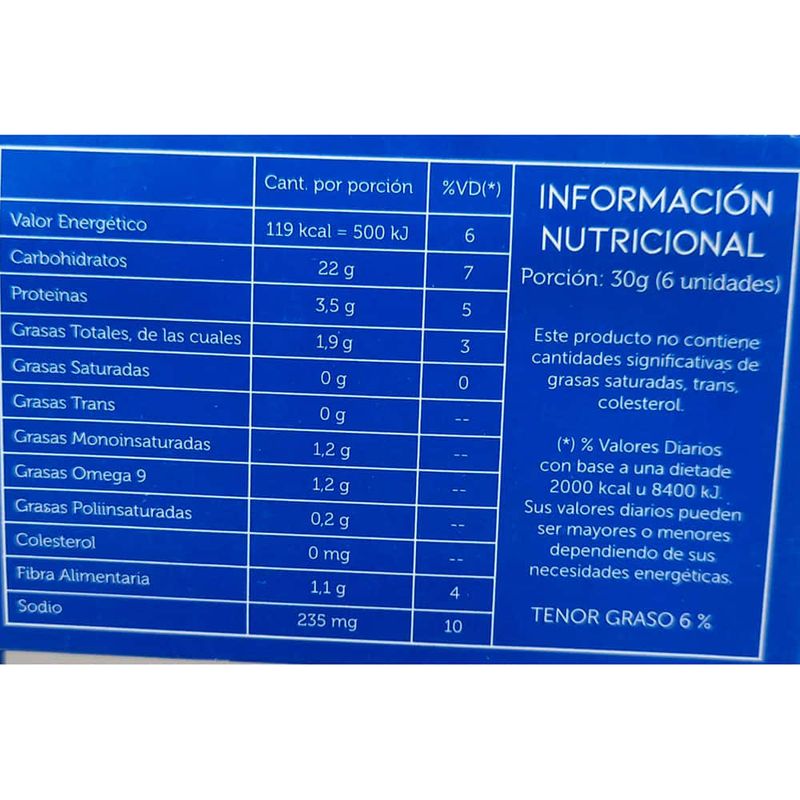 Cant. por porción %VD(*)
Valor Energético 119 kcal = 500 kJ 6
Carbohidratos 22 g 7
Proteínas 3,5 g 5
Grasas Totales, de las cuales 1,9 g 3
Grasas Saturadas 0 g 0
Grasas Trans 0 g --
Grasas Monoinsaturadas 1,2 g --
Grasas Omega 9 1,2 g --
Grasas Poliinsaturadas 0,2 g --
Colesterol 0 mg --
Fibra Alimentaria 1,1 g 4
Sodio 235 mg 10
INFORMACIÓN
NUTRICIONAL
Porción: 30g (6 unidades)
Este producto no contiene
cantidades significativas de
grasas saturadas, trans,
colesterol.
(*) % Valores Diarios
con base a una dietade
2000 kcal u 8400 kJ.
Sus valores diarios pueden
ser mayores o menores
dependiendo de sus
necesidades energéticas.
TENOR GRASO 6 %